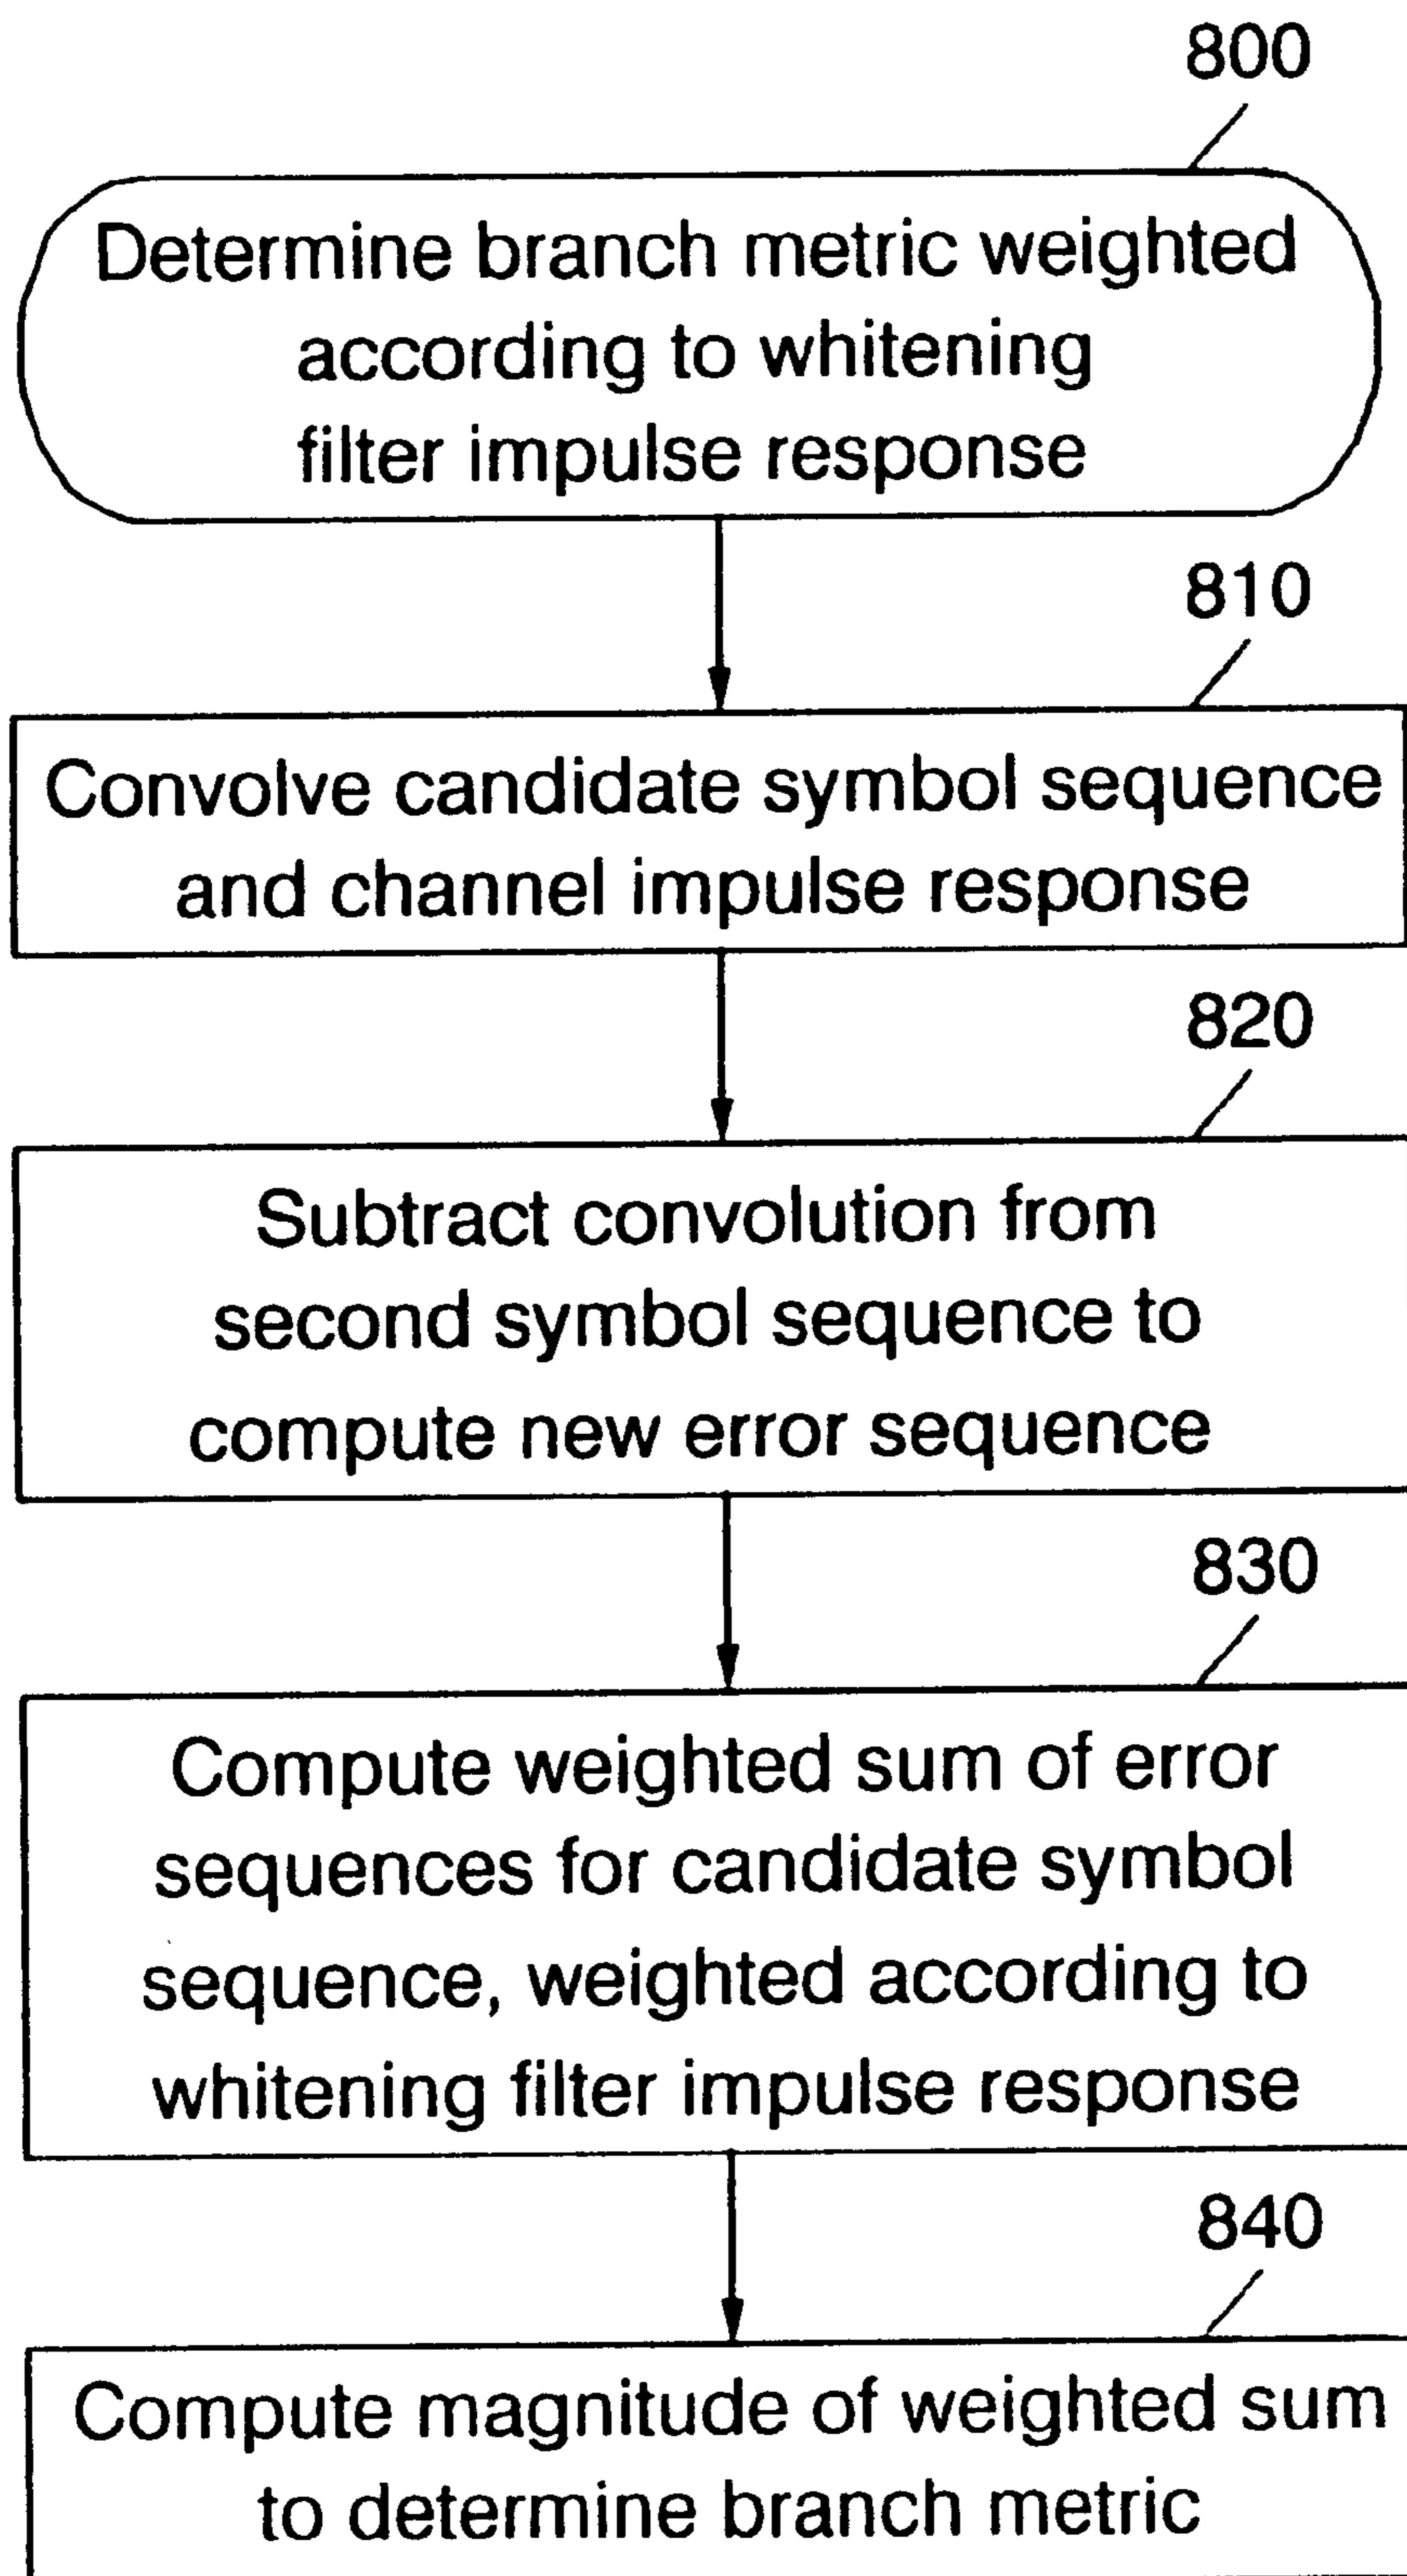 800
Determine branch metric weighted
according to whitening
filter impulse response
810
Convolve candidate symbol sequence
and channel impulse response
820
Subtract convolution from
second symbol sequence to
compute new error sequence
830
Compute weighted sum of error
sequences for candidate symbol
sequence, weighted according to
whitening filter impulse response
840
Compute magnitude of weighted sum
to determine branch metric